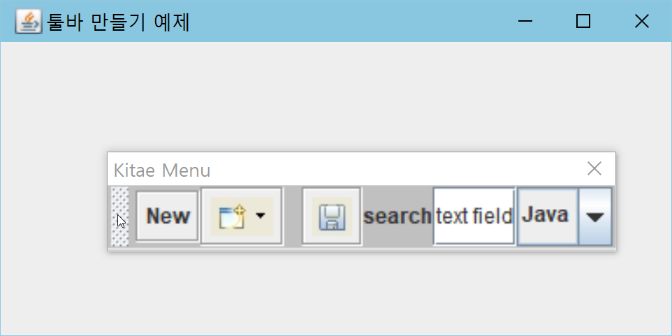 툴바 만들기 예제
Kitae Menu
New search text field Java